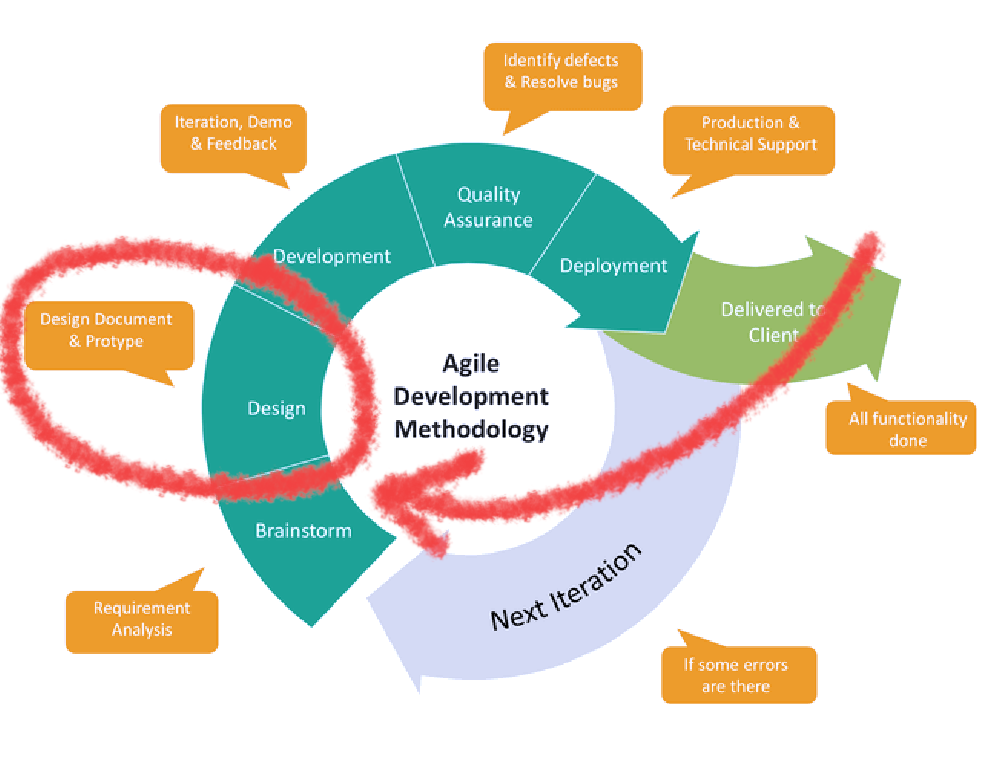 Identify defects
& Resolve bugs
Iteration, Demo
& Feedback
Production &
Technical Support
Quality
Assurance
Development
Deployment
Design Document
& Protype
Delivered to
Client
Agile
Development
Methodology
Design
All functionality
done
Brainstorm
Next Iteration
Requirement
Analysis
If some errors
are there